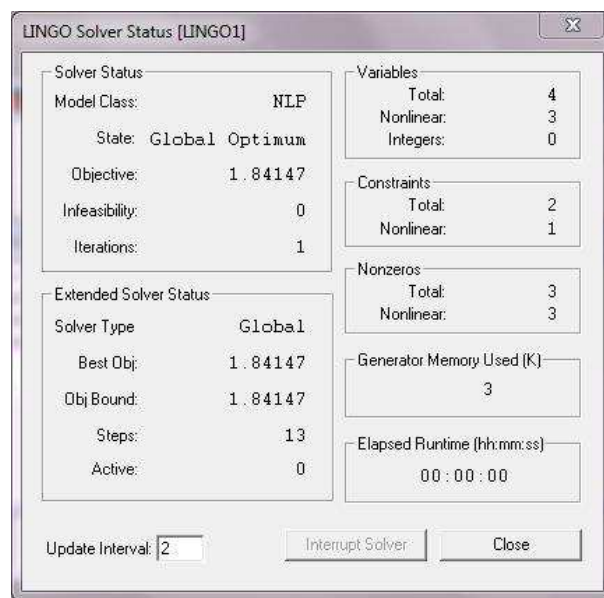 LINGO Solver Status [LINGO1]
Solver Status
Model Class: NLP
State: Global Optimum
Objective: 1.84147
Infeasibility: 0
Iterations: 1
Extended Solver Status
Solver Type Global
Best Obj: 1.84147
Obj Bound: 1.84147
Steps: 13
Active: 0
Variables
Total: 4
Nonlinear: 3
Integers: 0
Constraints
Total: 2
Nonlinear: 1
Nonzeros
Total: 3
Nonlinear: 3
Generator Memory Used (K)
3
Elapsed Runtime (hh:mm:ss)
00:00:00
Update Interval: 2 Interrupt Solver Close